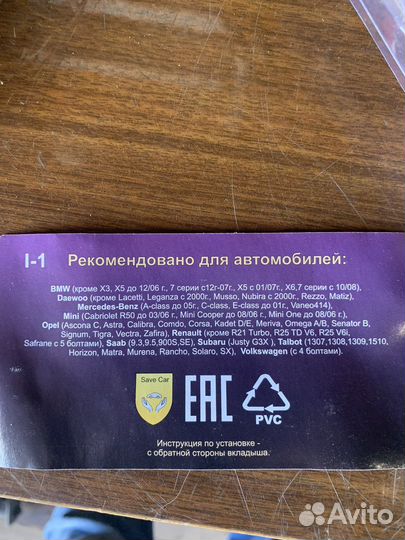 I-1 Рекомендовано для автомобилей:
BMW (кроме X3, X5 до 12/06 г., 7 серии с12г-07г., X5 с 01/07г., X6,7 серии с 10/08),
Daewoo (кроме Lacetti, Leganza с 2000г., Musso, Nubira с 2000г., Rezzo, Matiz),
Mercedes-Benz (A-class до 05г., C-class, E-class до 01г., Vaneo414),
Mini (Cabriolet R50 до 03/06 г., Mini Cooper до 08/06 г., Mini One до 08/06 г.),
Opel (Ascona C, Astra, Calibra, Comdo, Corsa, Kadet D/E, Meriva, Omega A/B, Senator B,
Signum, Tigra, Vectra, Zafira), Renault (кроме R21 Turbo, R25 TD V6, R25 V6i,
Safrane с 5 болтами), Saab (9.3,9.5,900S,SE), Subaru (Justy G3X ), Talbot (1307,1308,1309,1510,
Horizon, Matra, Murena, Rancho, Solaro, SX), Volkswagen (с 4 болтами).
Save Car
EAC
PVC
Инструкция по установке -
с обратной стороны вкладыша.
Avito